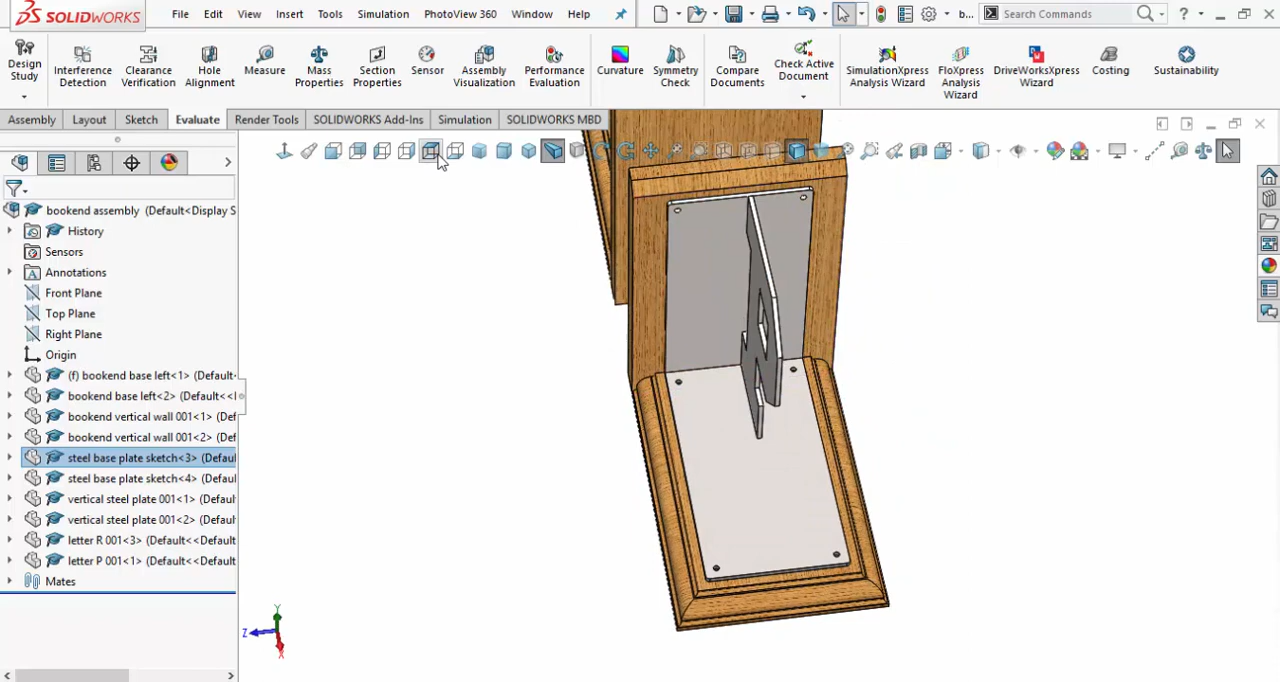 SOLIDWORKS
File Edit View Insert Tools Simulation PhotoView 360 Window Help
b...
Search Commands
?
Design Study
Interference Detection
Clearance Verification
Hole Alignment
Measure
Mass Properties
Section Properties
Sensor
Assembly Visualization
Performance Evaluation
Curvature
Symmetry Check
Compare Documents
Check Active Document
SimulationXpress Analysis Wizard
FloXpress Analysis Wizard
DriveWorksXpress Wizard
Costing
Sustainability
Assembly Layout Sketch Evaluate Render Tools SOLIDWORKS Add-Ins Simulation SOLIDWORKS MBD
bookend assembly (Default<Display S
History
Sensors
Annotations
Front Plane
Top Plane
Right Plane
Origin
(f) bookend base left<1> (Default·
bookend base left<2> (Default<<I
bookend vertical wall 001<1> (Def
bookend vertical wall 001<2> (Def
steel base plate sketch<3> (Defau
steel base plate sketch<4> (Defau
vertical steel plate 001<1> (Defaul
vertical steel plate 001<2> (Defaul
letter R 001<3> (Default<<Default
letter P 001<1> (Default<<Default
Mates
Y
Z
X